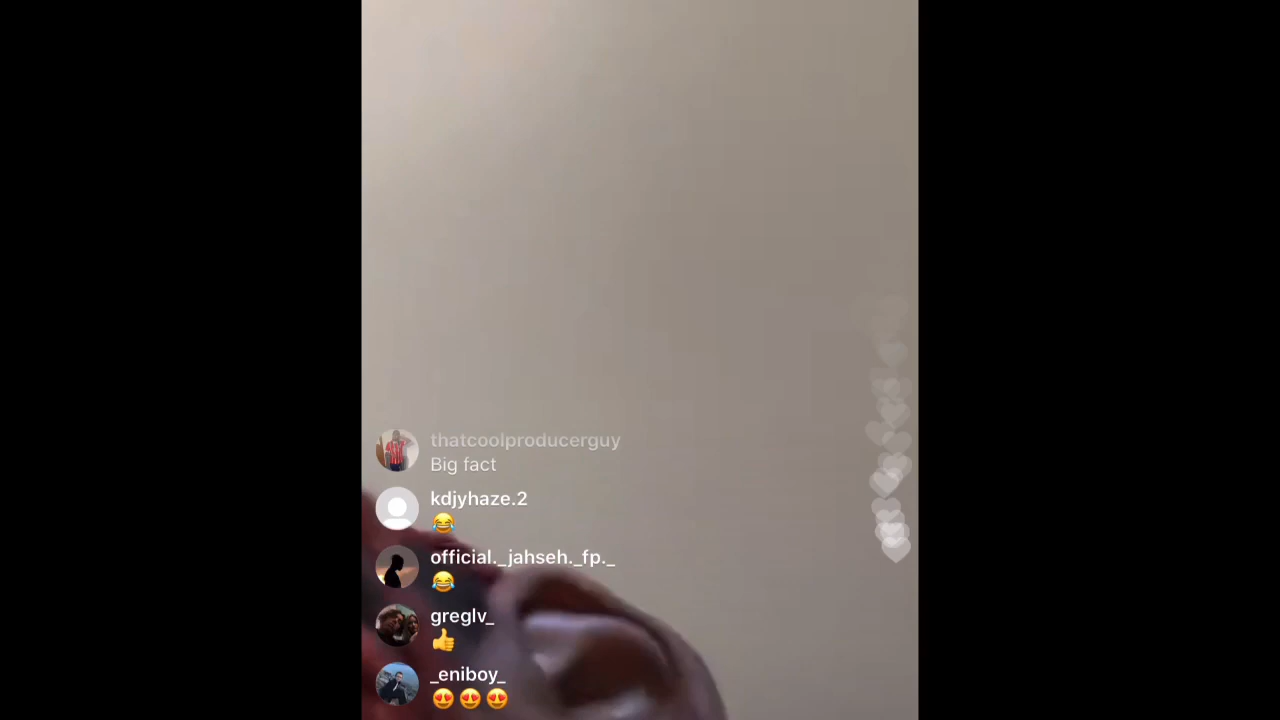 thatcoolproducerguy
Big fact
kdjyhaze.2
😂
official._jahseh._fp._
😂
greglv_
👍
_eniboy_
😍😍😍